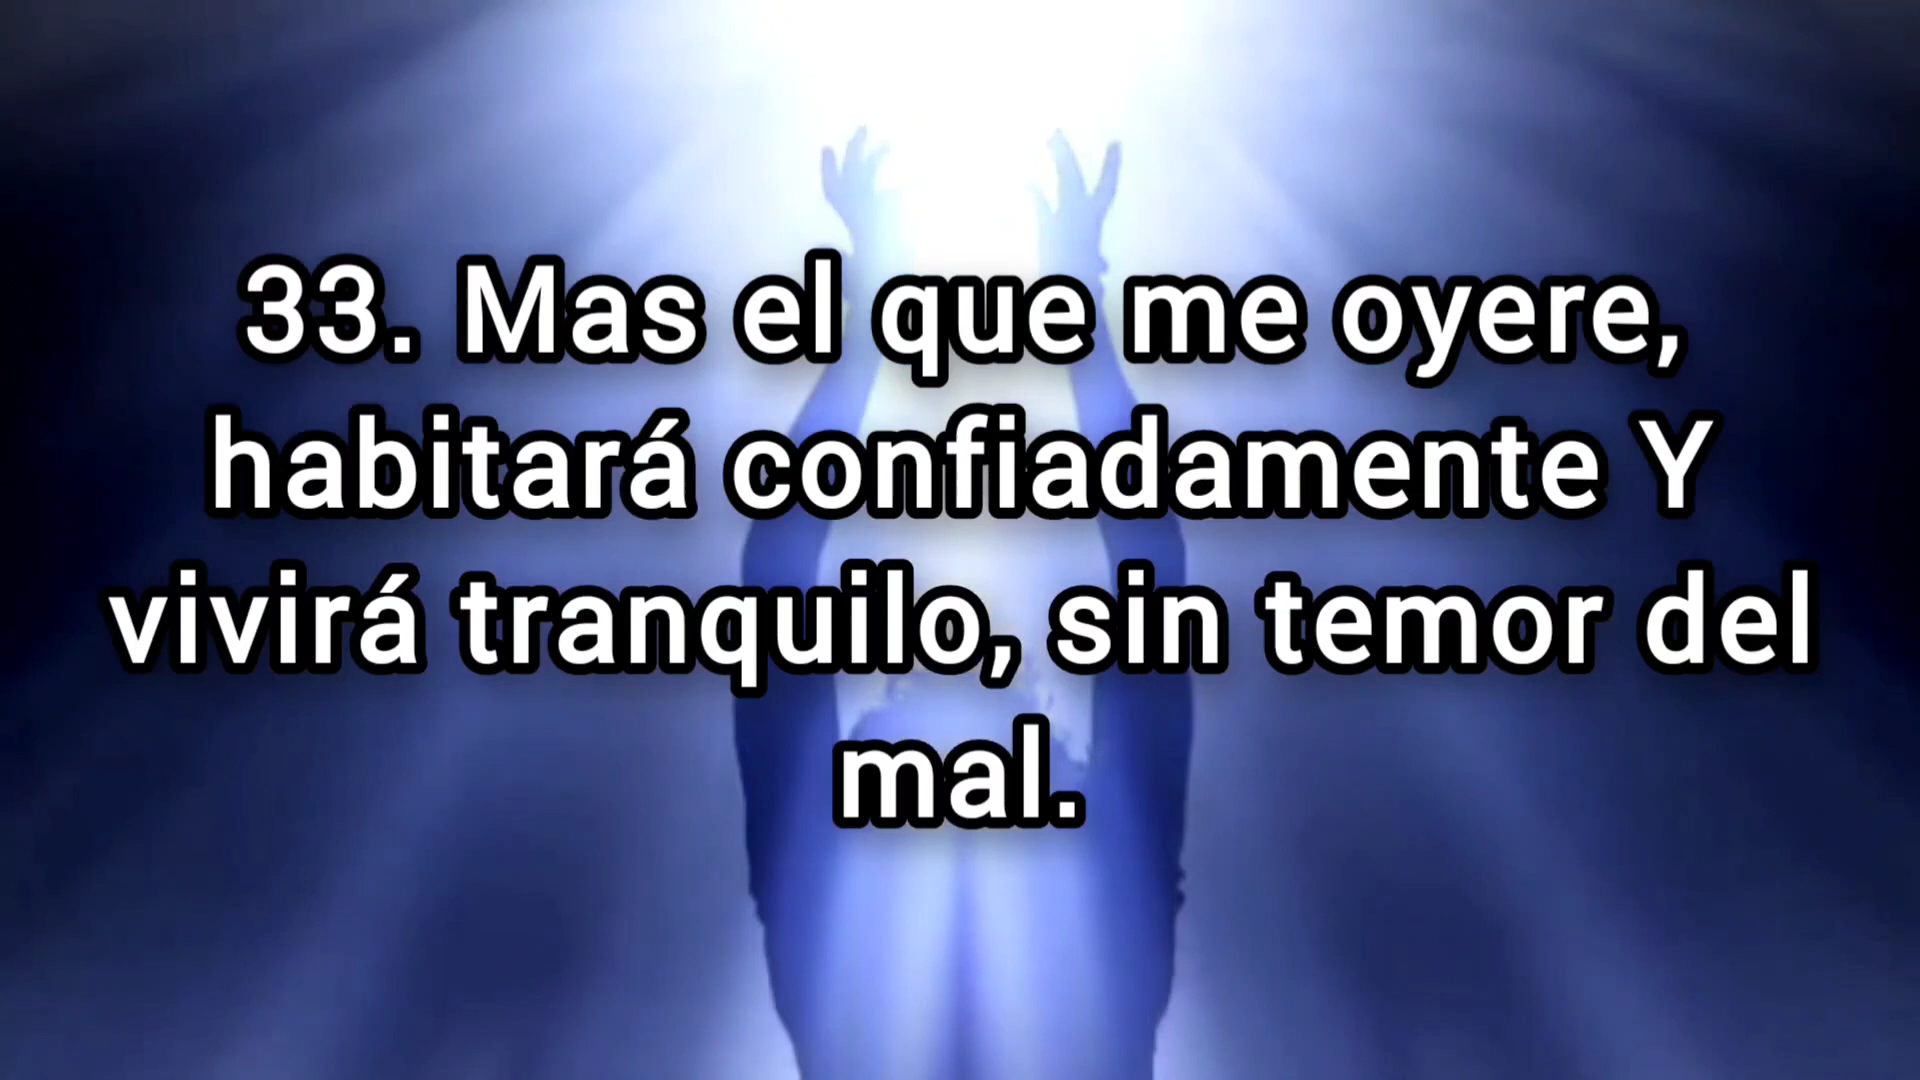 33. Mas el que me oyere,
habitará confiadamente Y
vivirá tranquilo, sin temor del
mal.